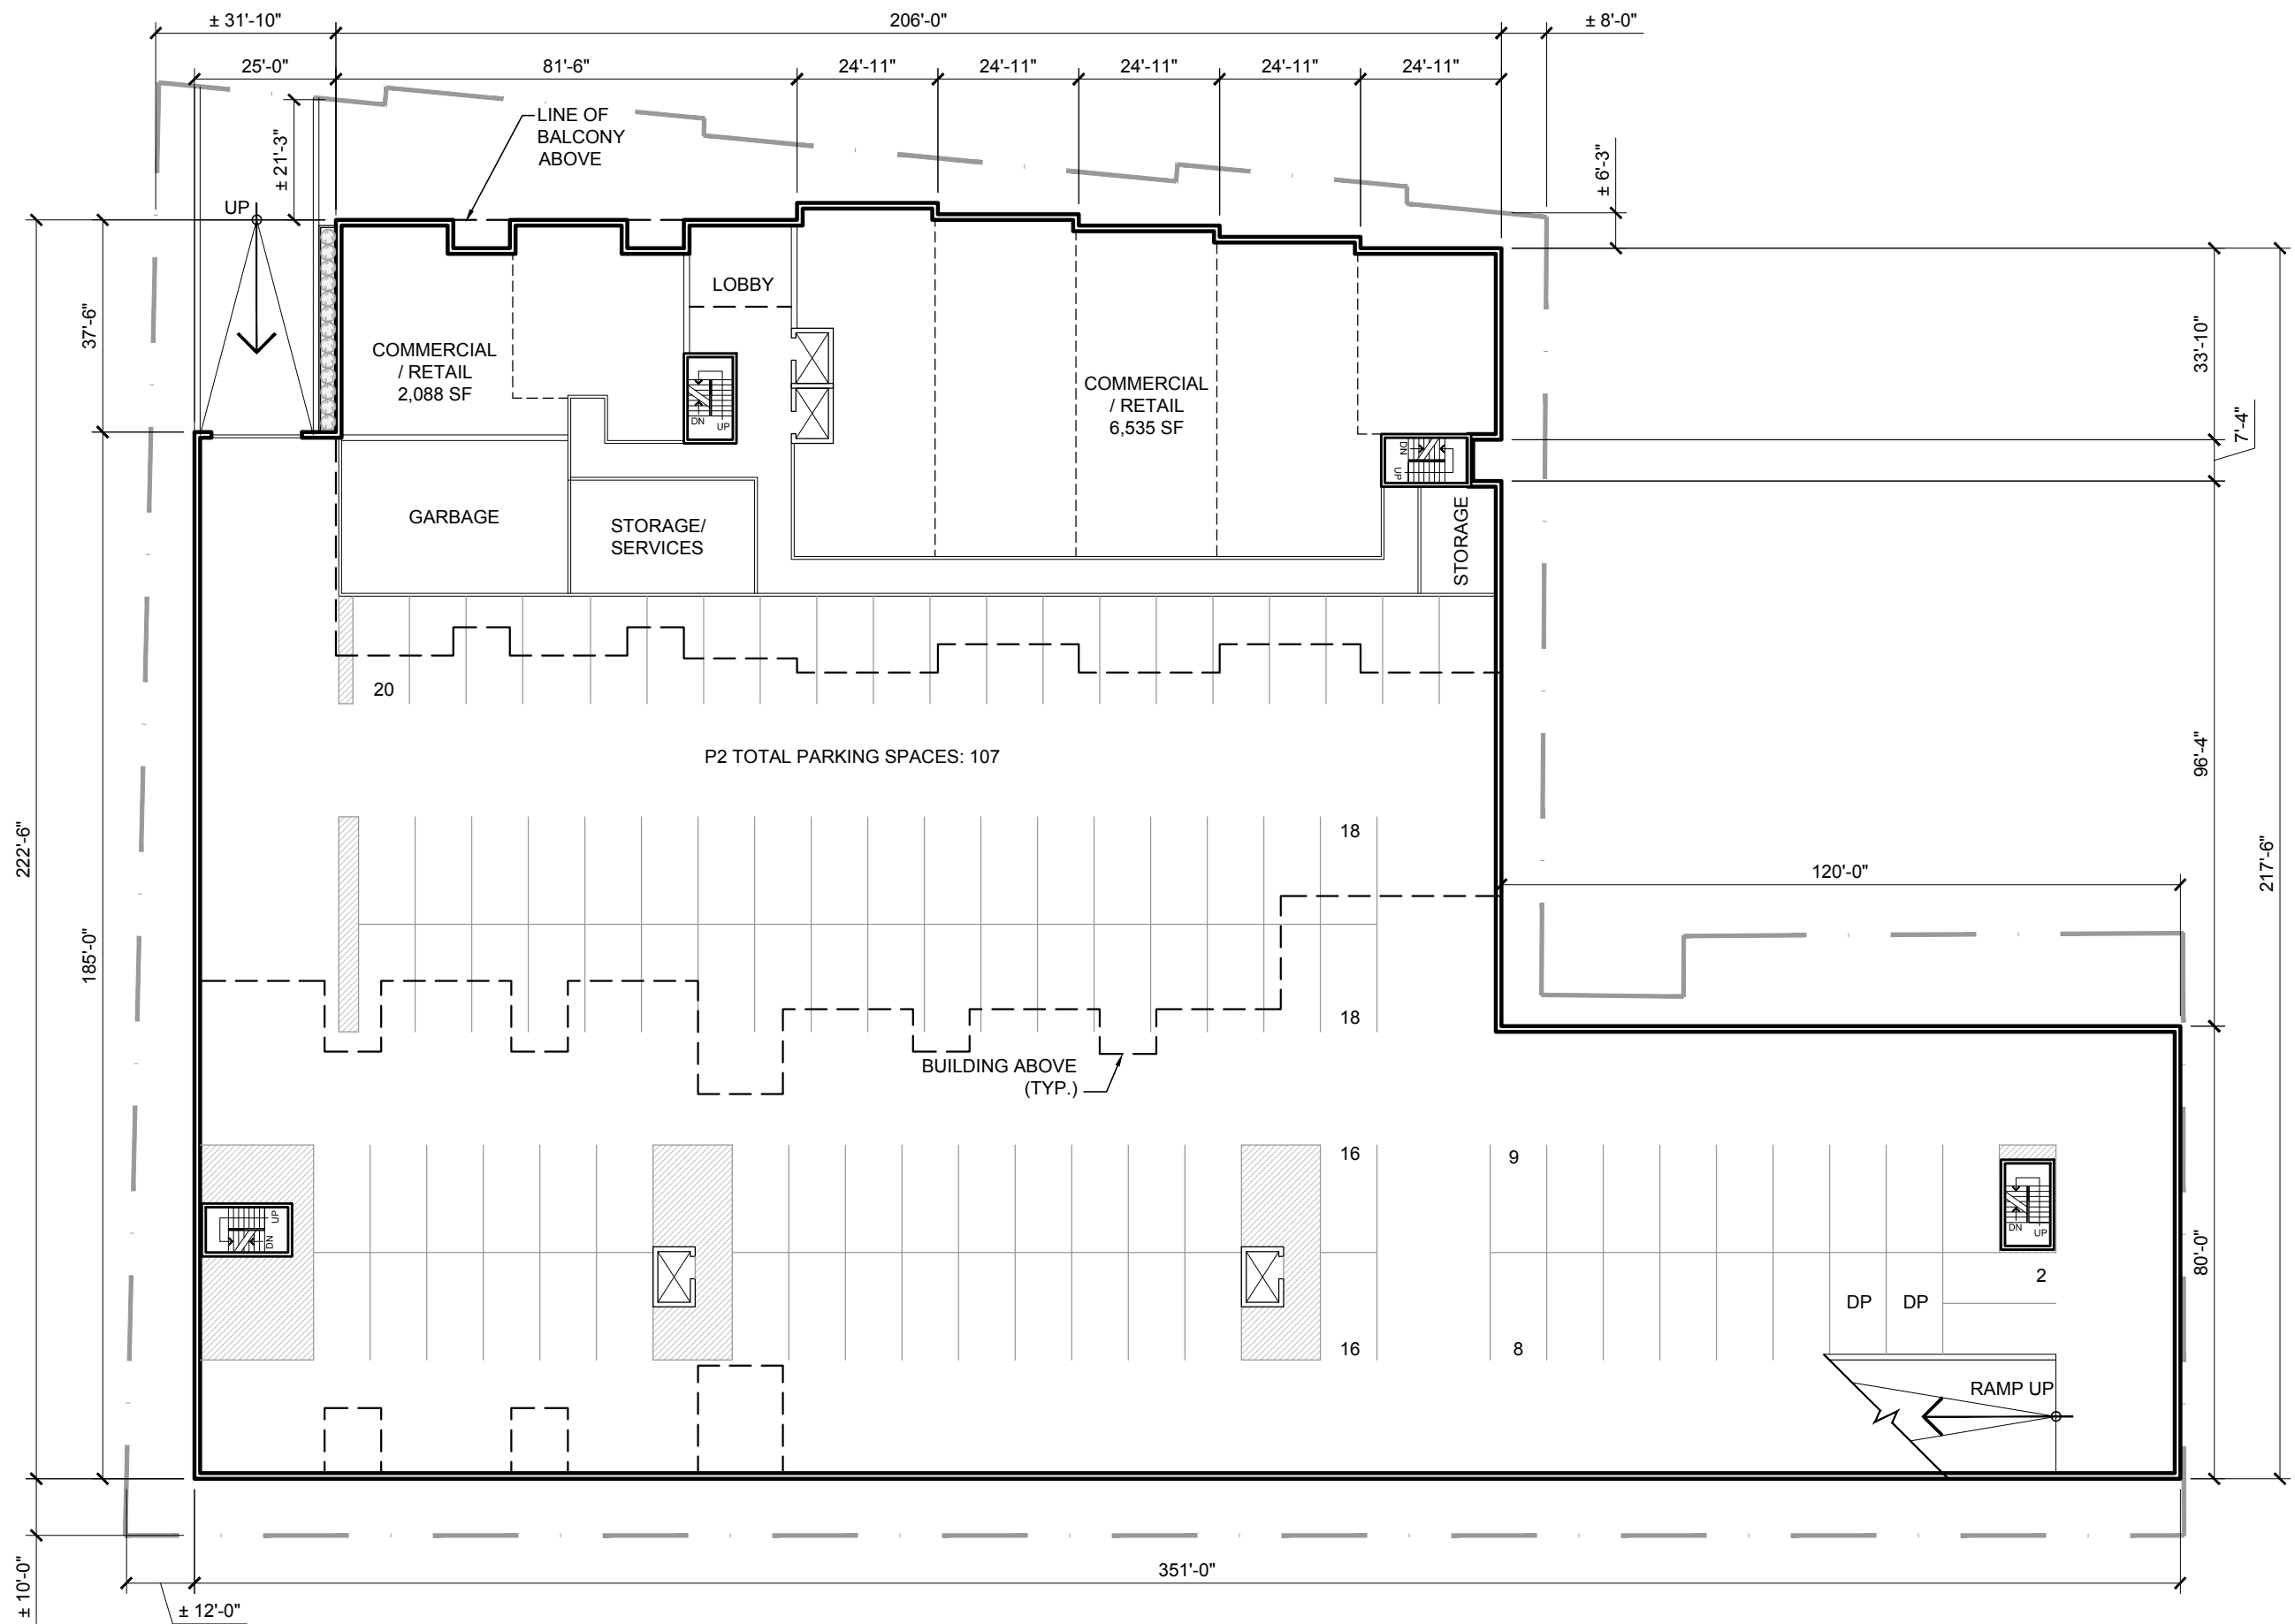 ± 31'-10"
206'-0"
± 8'-0"
25'-0"
81'-6"
24'-11"
24'-11"
24'-11"
24'-11"
24'-11"
LINE OF
BALCONY
ABOVE
± 21'-3"
± 6'-3"
UP
37'-6"
LOBBY
COMMERCIAL
/ RETAIL
2,088 SF
COMMERCIAL
/ RETAIL
6,535 SF
DN
UP
DN
UP
33'-10"
7'-4"
GARBAGE
STORAGE/
SERVICES
STORAGE
20
P2 TOTAL PARKING SPACES: 107
96'-4"
217'-6"
222'-6"
185'-0"
18
120'-0"
18
BUILDING ABOVE
(TYP.)
16
9
UP
DN
DN
UP
80'-0"
2
DP
DP
16
8
RAMP UP
351'-0"
± 10'-0"
± 12'-0"